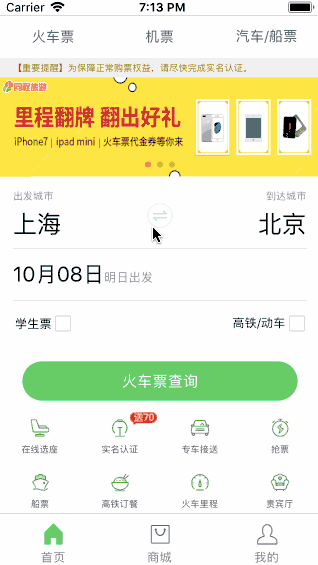 Carrier 7:13 PM
火车票 机票 汽车/船票
【重要提醒】为保障正常购票权益，请尽快完成实名认证。
同程旅游
里程翻牌 翻出好礼
iPhone7 | ipad mini | 火车票代金券等你来
出发城市 到达城市
上海 北京
10月08日明日出发
学生票 高铁/动车
火车票查询
送70
在线选座 实名认证 专车接送 抢票
船票 高铁订餐 火车里程 贵宾厅
首页 商城 我的